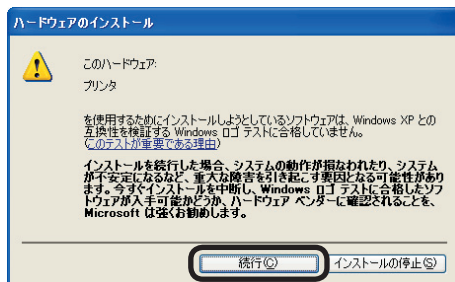 ハードウェアのインストール
このハードウェア:
プリンタ
を使用するためにインストールしようとしているソフトウェアは、Windows XP との
互換性を検証する Windows ロゴ テストに合格していません。
(このテストが重要である理由)
インストールを続行した場合、システムの動作が損なわれたり、システム
が不安定になるなど、重大な障害を引き起こす要因となる可能性があり
ます。今すぐインストールを中断し、Windows ロゴ テストに合格したソフ
トウェアが入手可能かどうか、ハードウェア ベンダーに確認されることを、
Microsoft は強くお勧めします。
続行(C) インストールの停止(S)